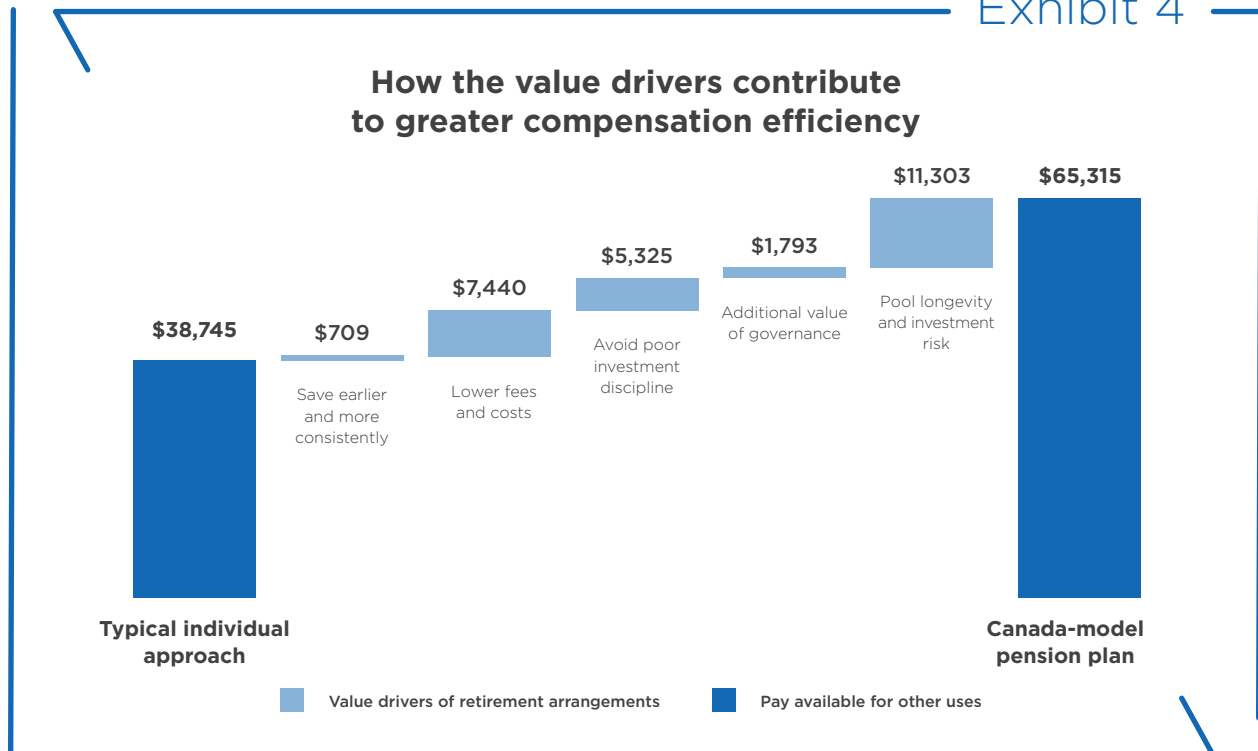 Exhibit 4
How the value drivers contribute
to greater compensation efficiency
$38,745
$709
$7,440
$5,325
$1,793
$11,303
$65,315
Save earlier
and more
consistently
Lower fees
and costs
Avoid poor
investment
discipline
Additional value
of governance
Pool longevity
and investment
risk
Typical individual
approach
Canada-model
pension plan
Value drivers of retirement arrangements
Pay available for other uses